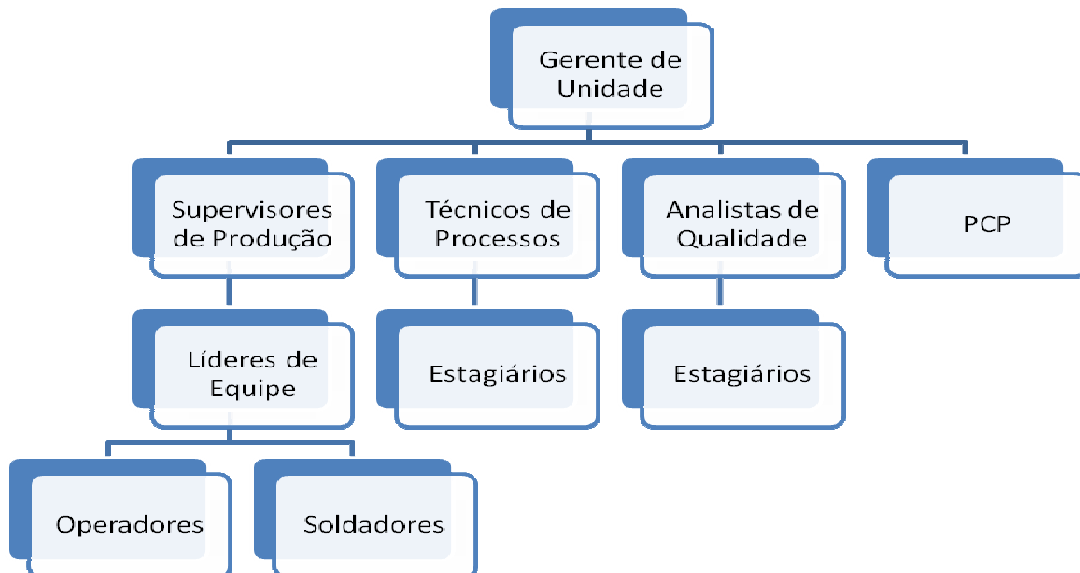 Gerente de
Unidade
Supervisores
de Produção
Técnicos de
Processos
Analistas de
Qualidade
PCP
Líderes de
Equipe
Estagiários
Estagiários
Operadores
Soldadores